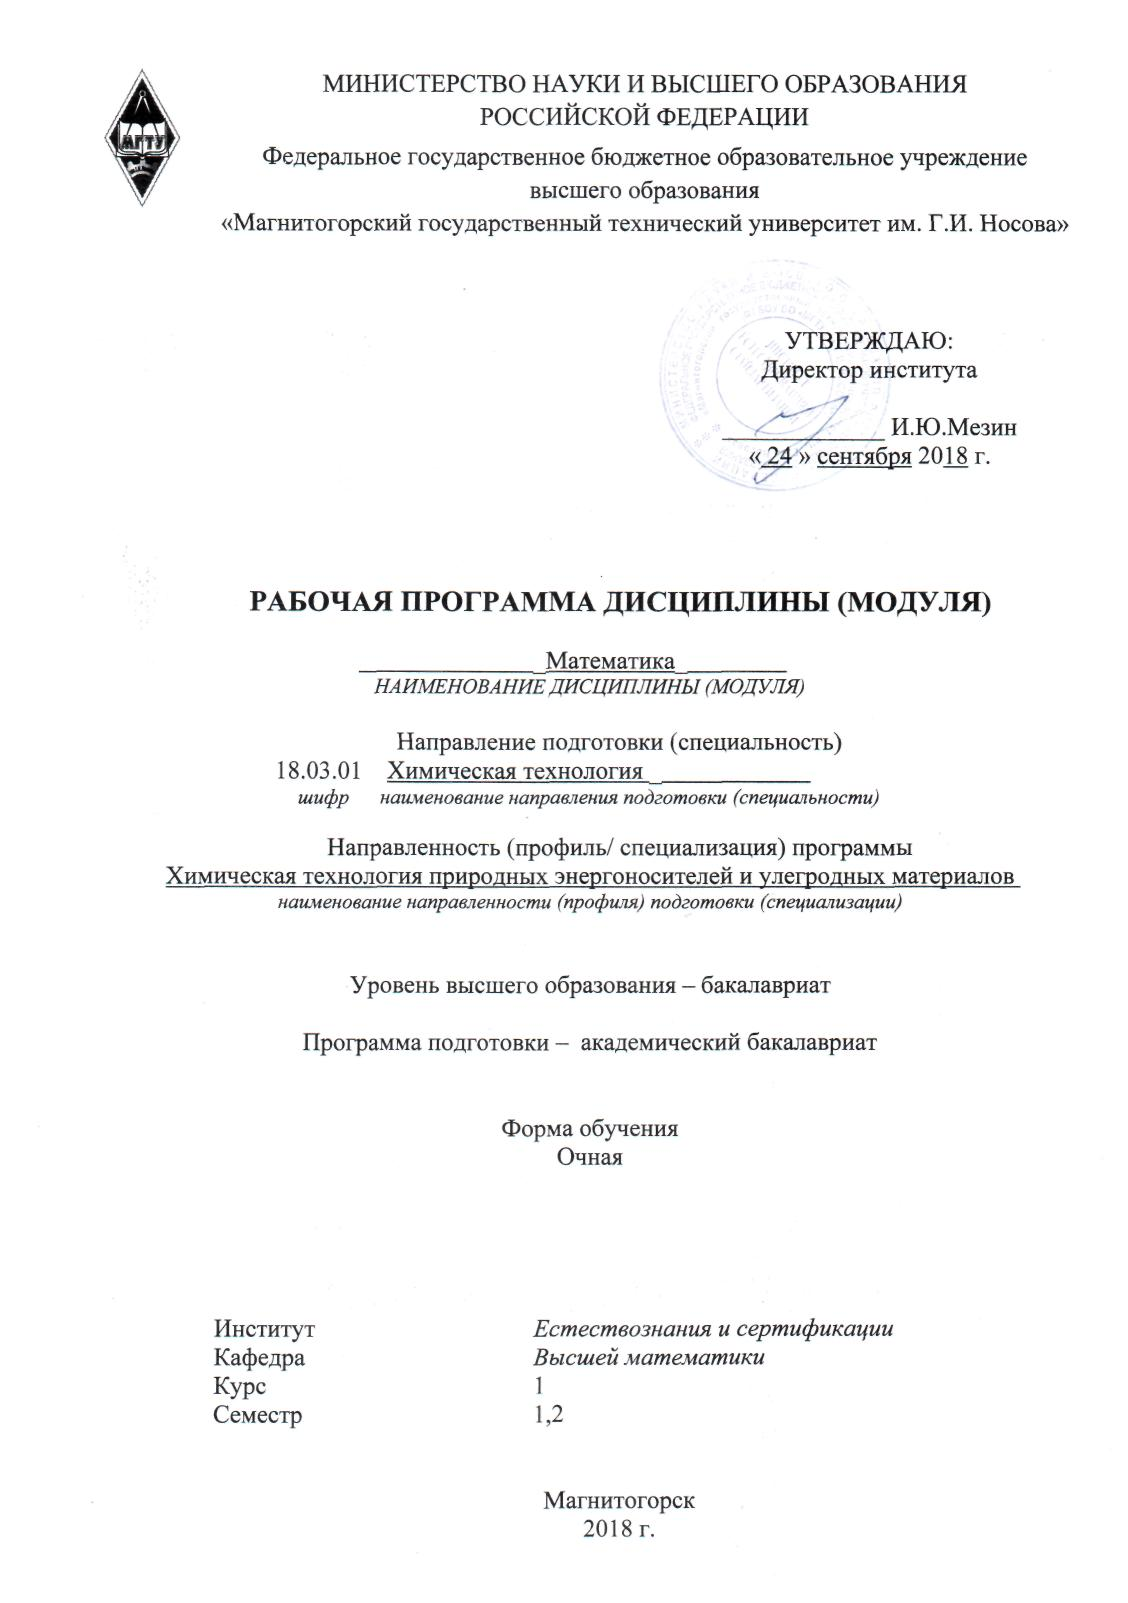 МИНИСТЕРСТВО НАУКИ И ВЫСШЕГО ОБРАЗОВАНИЯ
РОССИЙСКОЙ ФЕДЕРАЦИИ
Федеральное государственное бюджетное образовательное учреждение
высшего образования
«Магнитогорский государственный технический университет им. Г.И. Носова»
МГТУ
УТВЕРЖДАЮ:
Директор института
______________ И.Ю.Мезин
« 24 » сентября 2018 г.
РАБОЧАЯ ПРОГРАММА ДИСЦИПЛИНЫ (МОДУЛЯ)
Математика
НАИМЕНОВАНИЕ ДИСЦИПЛИНЫ (МОДУЛЯ)
Направление подготовки (специальность)
18.03.01 Химическая технология
шифр наименование направления подготовки (специальности)
Направленность (профиль/ специализация) программы
Химическая технология природных энергоносителей и улегродных материалов
наименование направленности (профиля) подготовки (специализации)
Уровень высшего образования – бакалавриат
Программа подготовки – академический бакалавриат
Форма обучения
Очная
Институт Естествознания и сертификации
Кафедра Высшей математики
Курс 1
Семестр 1,2
Магнитогорск
2018 г.